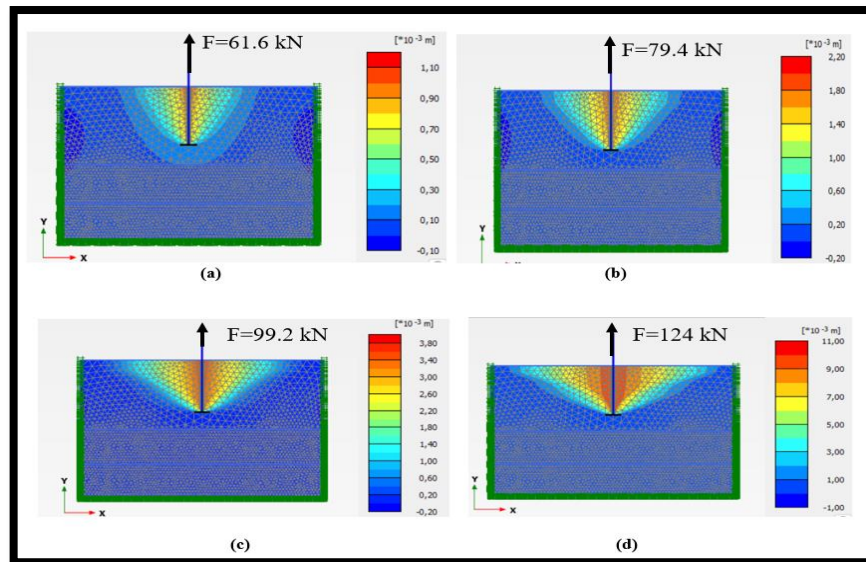 F=61.6 kN
[*10⁻³ m]
1,10
0,90
0,70
0,50
0,30
0,10
-0,10
Y
X
(a)
F=79.4 kN
[*10⁻³ m]
2,20
1,80
1,40
1,00
0,60
0,20
-0,20
Y
(b)
F=99.2 kN
[*10⁻³ m]
3,80
3,40
3,00
2,60
2,20
1,80
1,40
1,00
0,60
0,20
-0,20
Y
X
(c)
F=124 kN
[*10⁻³ m]
11,00
9,00
7,00
5,00
3,00
1,00
-1,00
Y
X
(d)